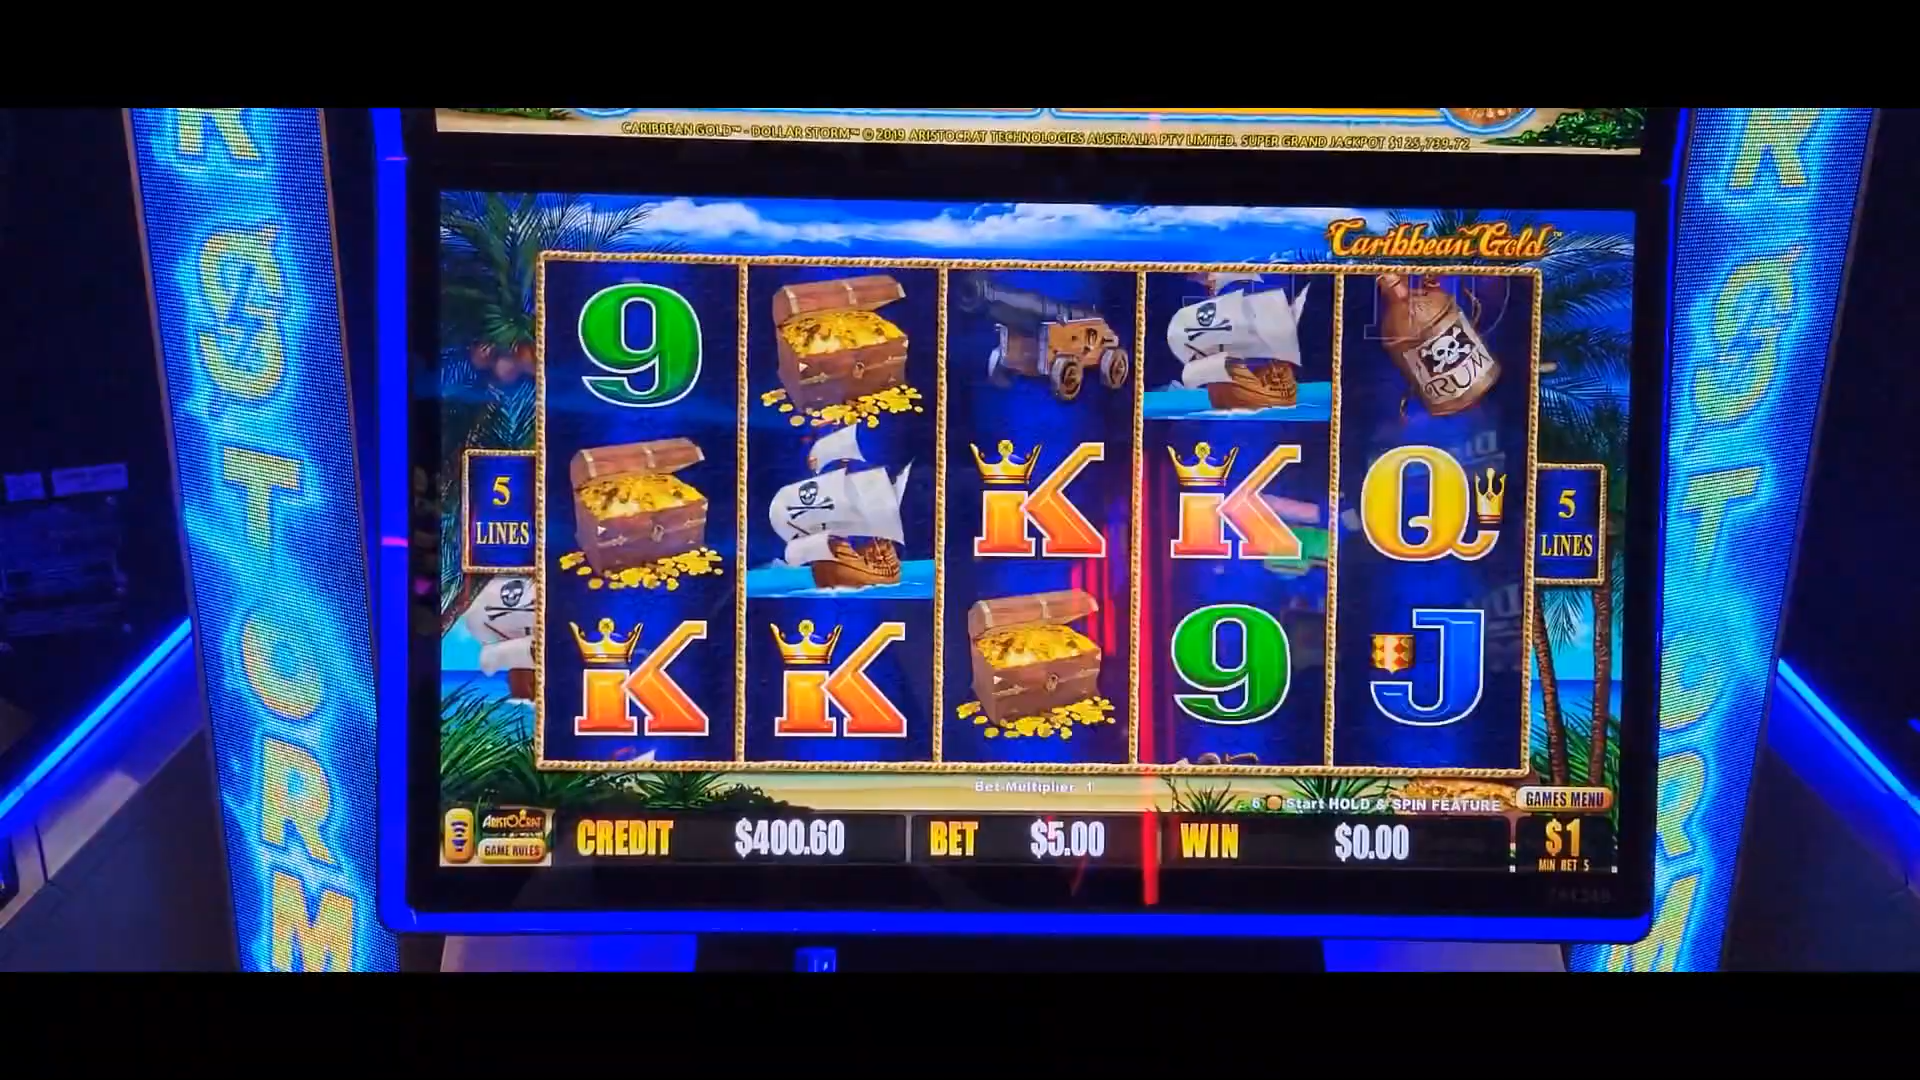 CARIBBEAN GOLD™ - DOLLAR STORM™ © 2019 ARISTOCRAT TECHNOLOGIES AUSTRALIA PTY LIMITED. SUPER GRAND JACKPOT $125,739.72
Caribbean Gold™
9
RUM
5
LINES
K
K
Q
5
LINES
K
K
9
J
Bet Multiplier 1
6 Start HOLD & SPIN FEATURE
GAMES MENU
ARISTOCRAT
GAME RULES
CREDIT $400.60
BET $5.00
WIN $0.00
$1
MIN BET 5
R $ T O R M
R $ T O R M